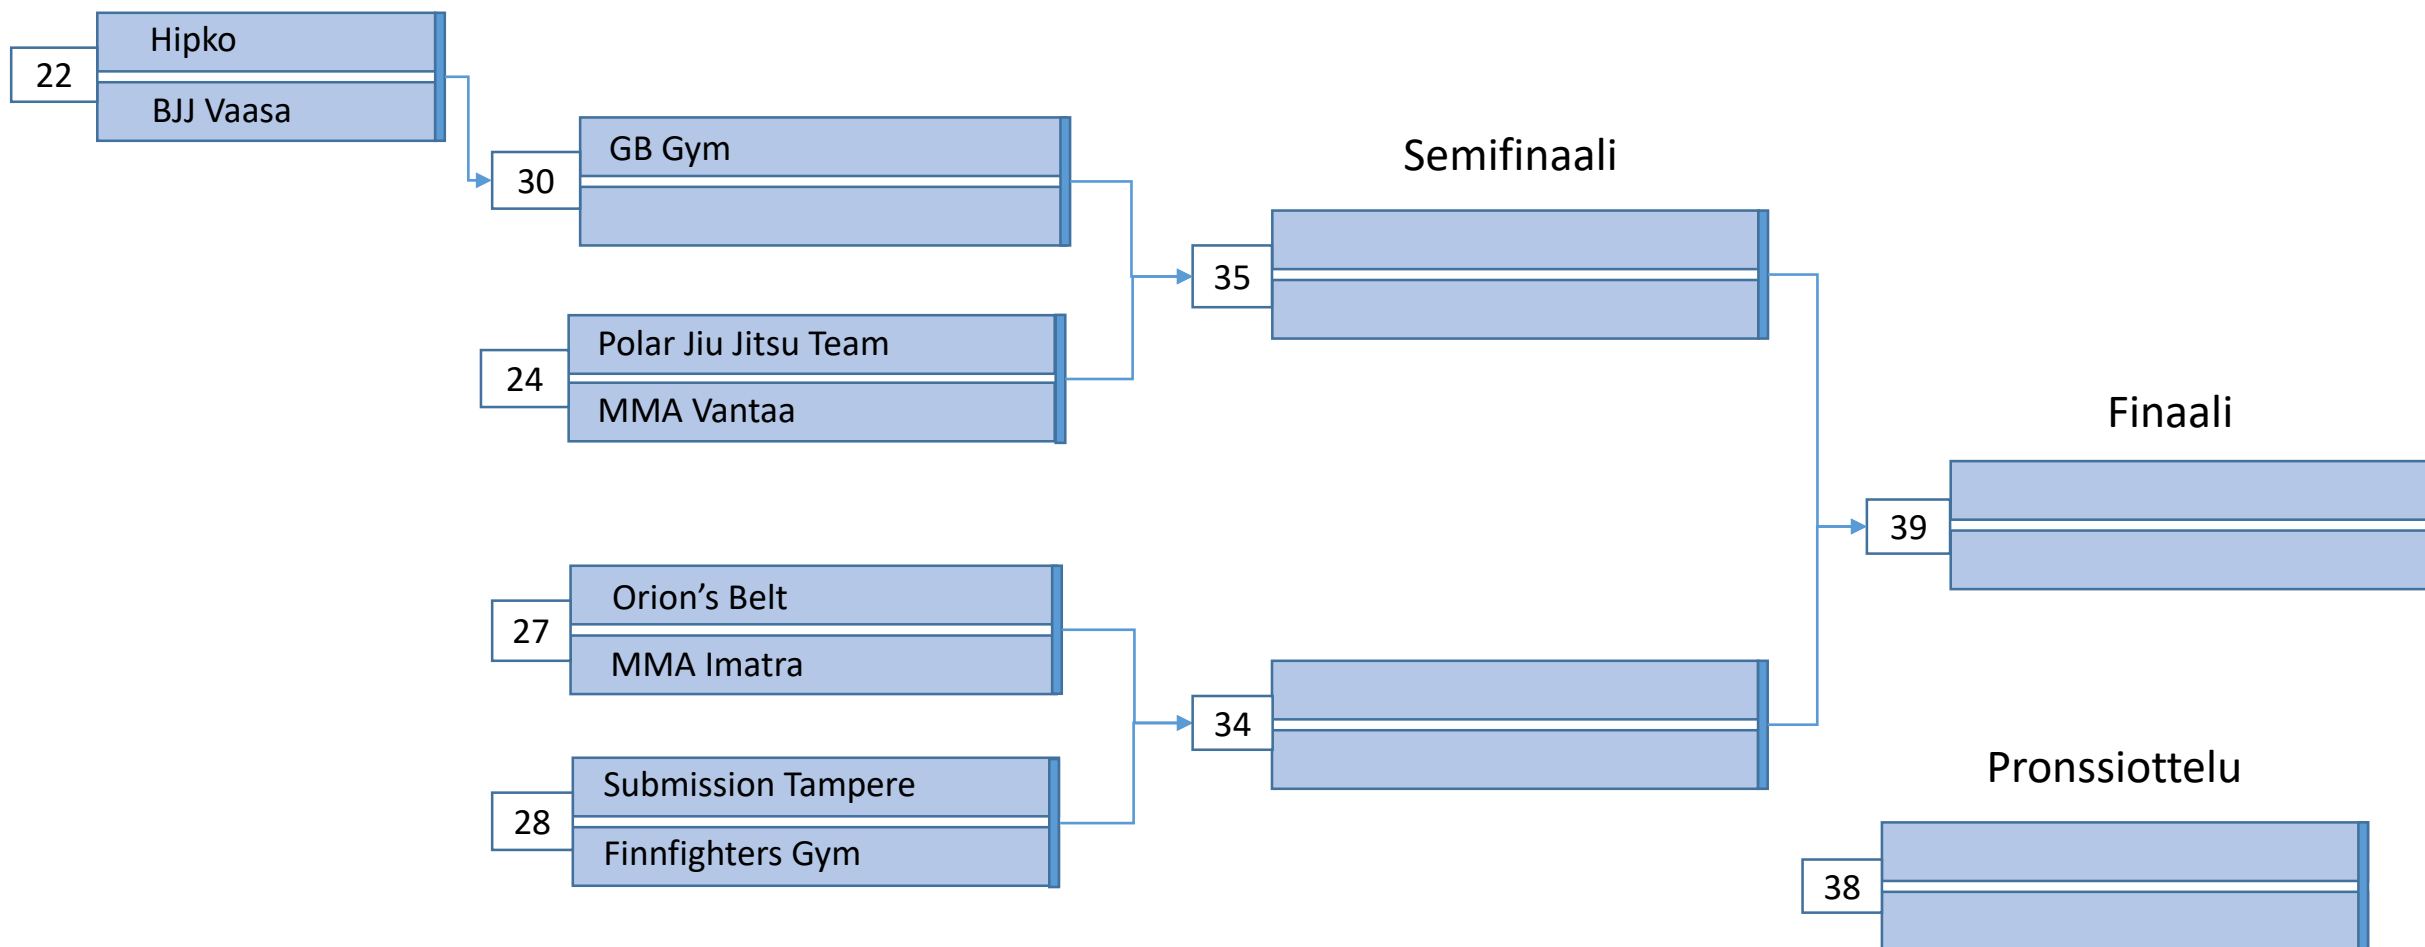 Hipko
22
BJJ Vaasa
GB Gym
30
Semifinaali
35
Polar Jiu Jitsu Team
24
MMA Vantaa
Finaali
39
Orion’s Belt
27
MMA Imatra
34
Submission Tampere
28
Finnfighters Gym
Pronssiottelu
38